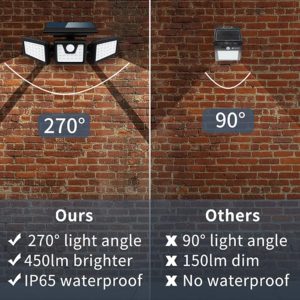 270° 90°
Ours Others
✓ 270° light angle ✗ 90° light angle
✓ 450lm brighter ✗ 150lm dim
✓ IP65 waterproof ✗ No waterproof